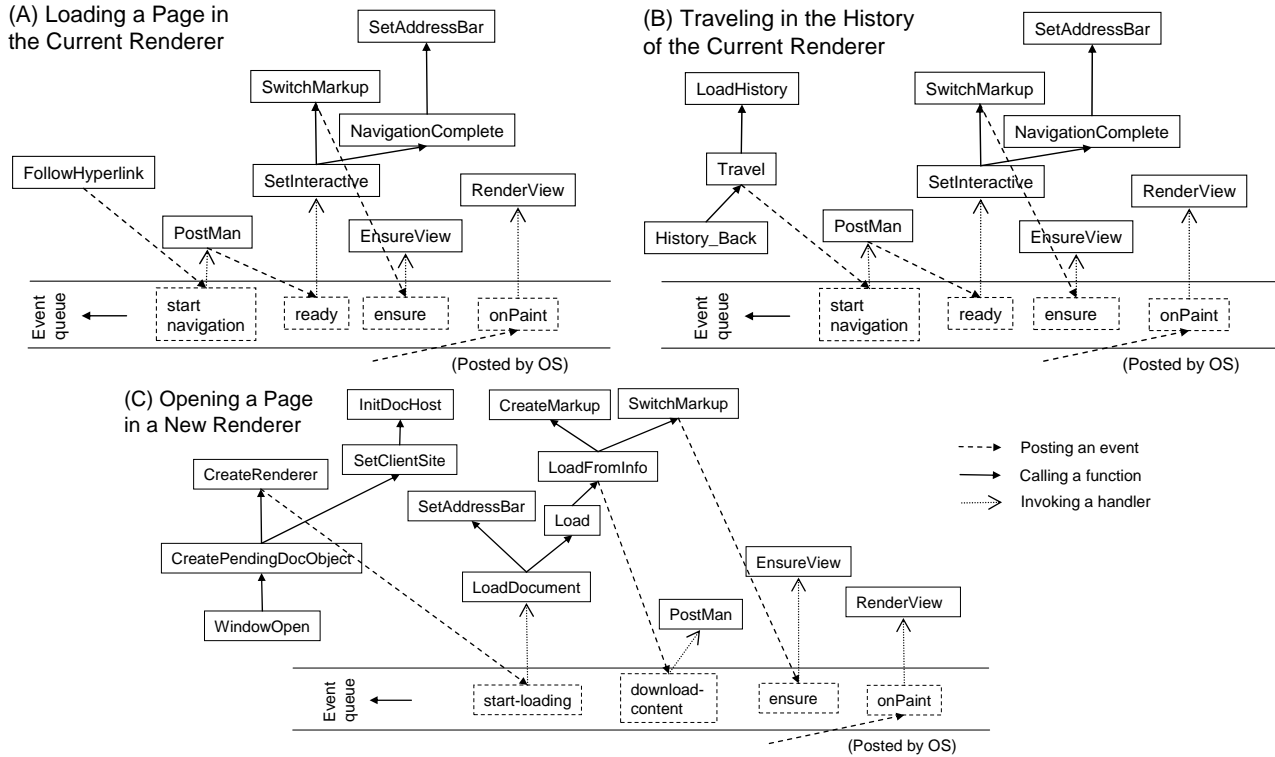 (A) Loading a Page in
the Current Renderer
SetAddressBar
SwitchMarkup
NavigationComplete
FollowHyperlink
SetInteractive
RenderView
PostMan
EnsureView
Event
queue
start
navigation
ready
ensure
onPaint
(Posted by OS)
(B) Traveling in the History
of the Current Renderer
SetAddressBar
LoadHistory
SwitchMarkup
NavigationComplete
Travel
SetInteractive
RenderView
History_Back
PostMan
EnsureView
Event
queue
start
navigation
ready
ensure
onPaint
(Posted by OS)
(C) Opening a Page
in a New Renderer
InitDocHost
CreateMarkup
SwitchMarkup
CreateRenderer
SetClientSite
LoadFromInfo
SetAddressBar
Load
CreatePendingDocObject
LoadDocument
EnsureView
WindowOpen
PostMan
RenderView
Event
queue
start-loading
download-
content
ensure
onPaint
(Posted by OS)
Posting an event
Calling a function
Invoking a handler